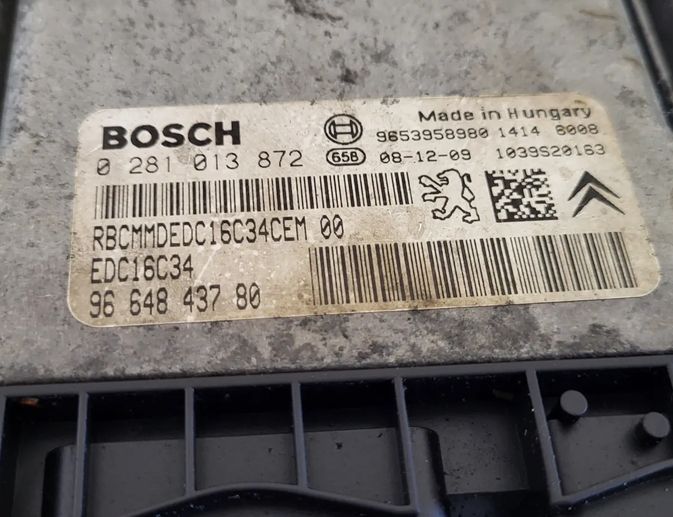 Made in Hungary
BOSCH 9653958980 1414 8008
0 281 013 872 658 08-12-09 1039S20163
RBCMMDEDC16C34CEM 00
EDC16C34
96 648 437 80